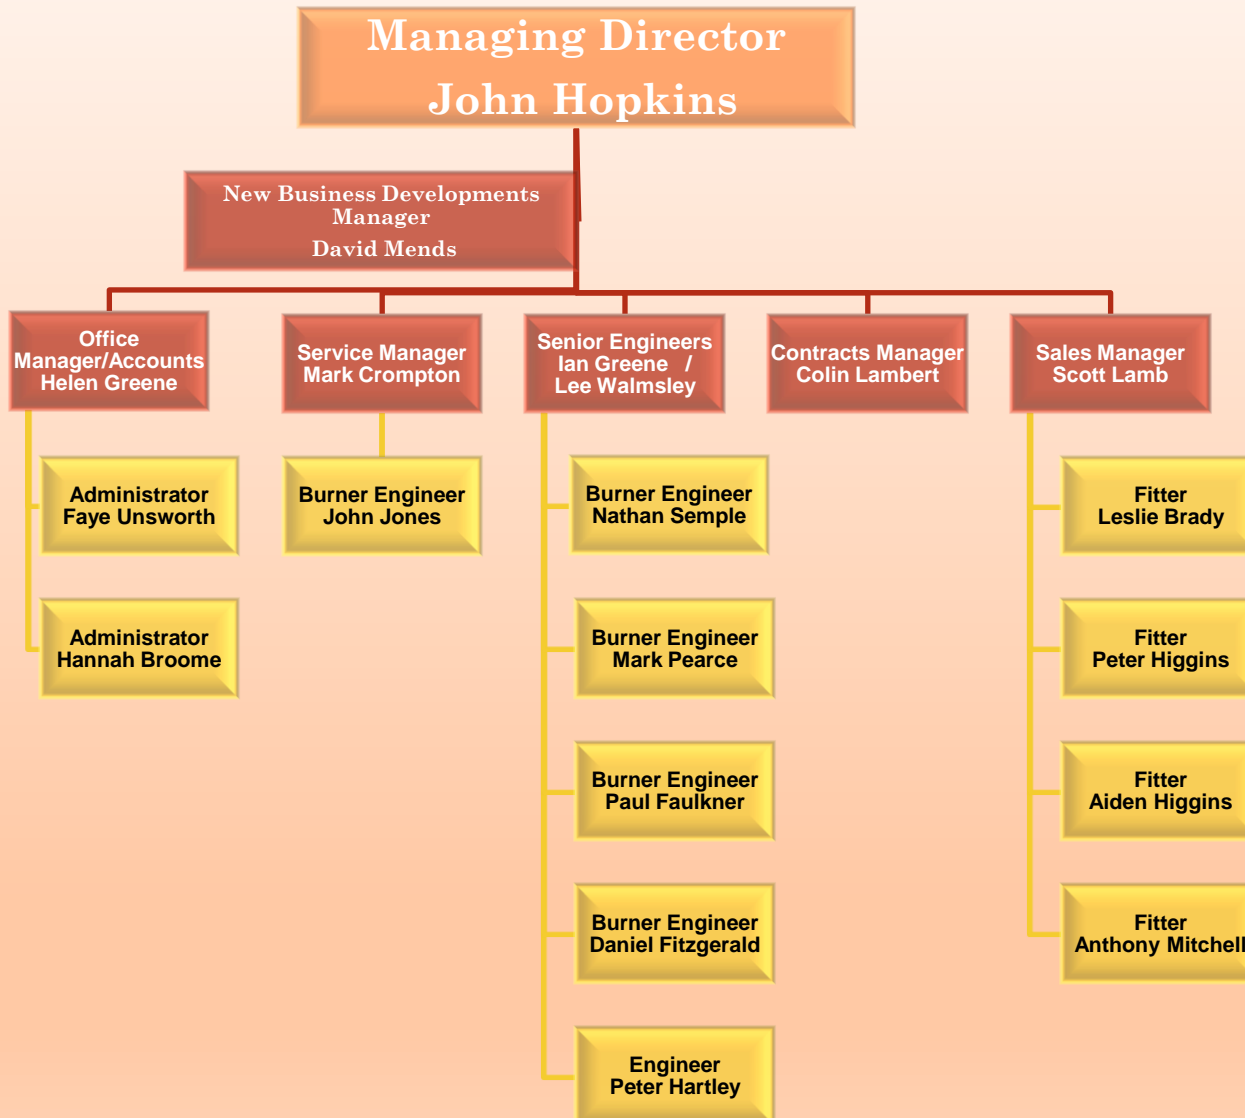 Managing Director
John Hopkins
New Business Developments
Manager
David Mends
Office
Manager/Accounts
Helen Greene
Service Manager
Mark Crompton
Senior Engineers
Ian Greene /
Lee Walmsley
Contracts Manager
Colin Lambert
Sales Manager
Scott Lamb
Administrator
Faye Unsworth
Burner Engineer
John Jones
Burner Engineer
Nathan Semple
Fitter
Leslie Brady
Administrator
Hannah Broome
Burner Engineer
Mark Pearce
Fitter
Peter Higgins
Burner Engineer
Paul Faulkner
Fitter
Aiden Higgins
Burner Engineer
Daniel Fitzgerald
Fitter
Anthony Mitchell
Engineer
Peter Hartley